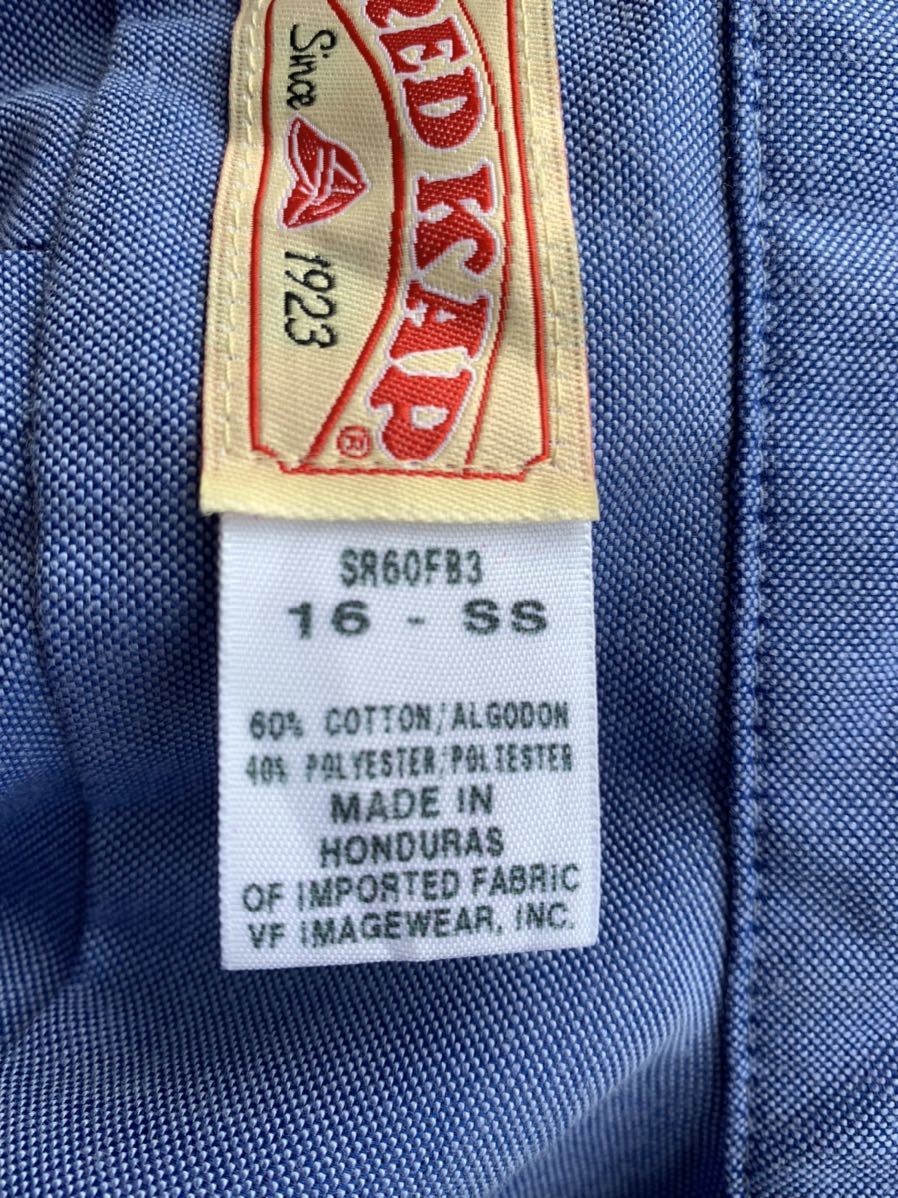 RED KAP®
Since 1923
SR60FB3
16 - SS
60% COTTON/ALGODON
40% POLYESTER/POLIESTER
MADE IN
HONDURAS
OF IMPORTED FABRIC
VF IMAGEWEAR, INC.